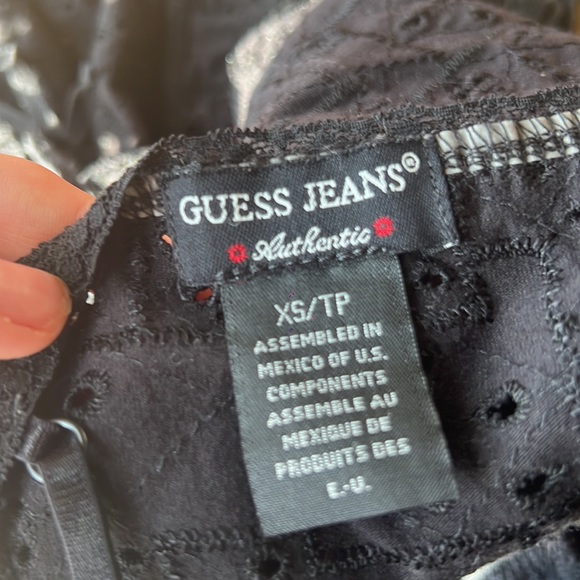 GUESS JEANS®
Authentic
XS/TP
ASSEMBLED IN
MEXICO OF U.S.
COMPONENTS
ASSEMBLE AU
MEXIQUE DE
PRODUITS DES
E.-U.